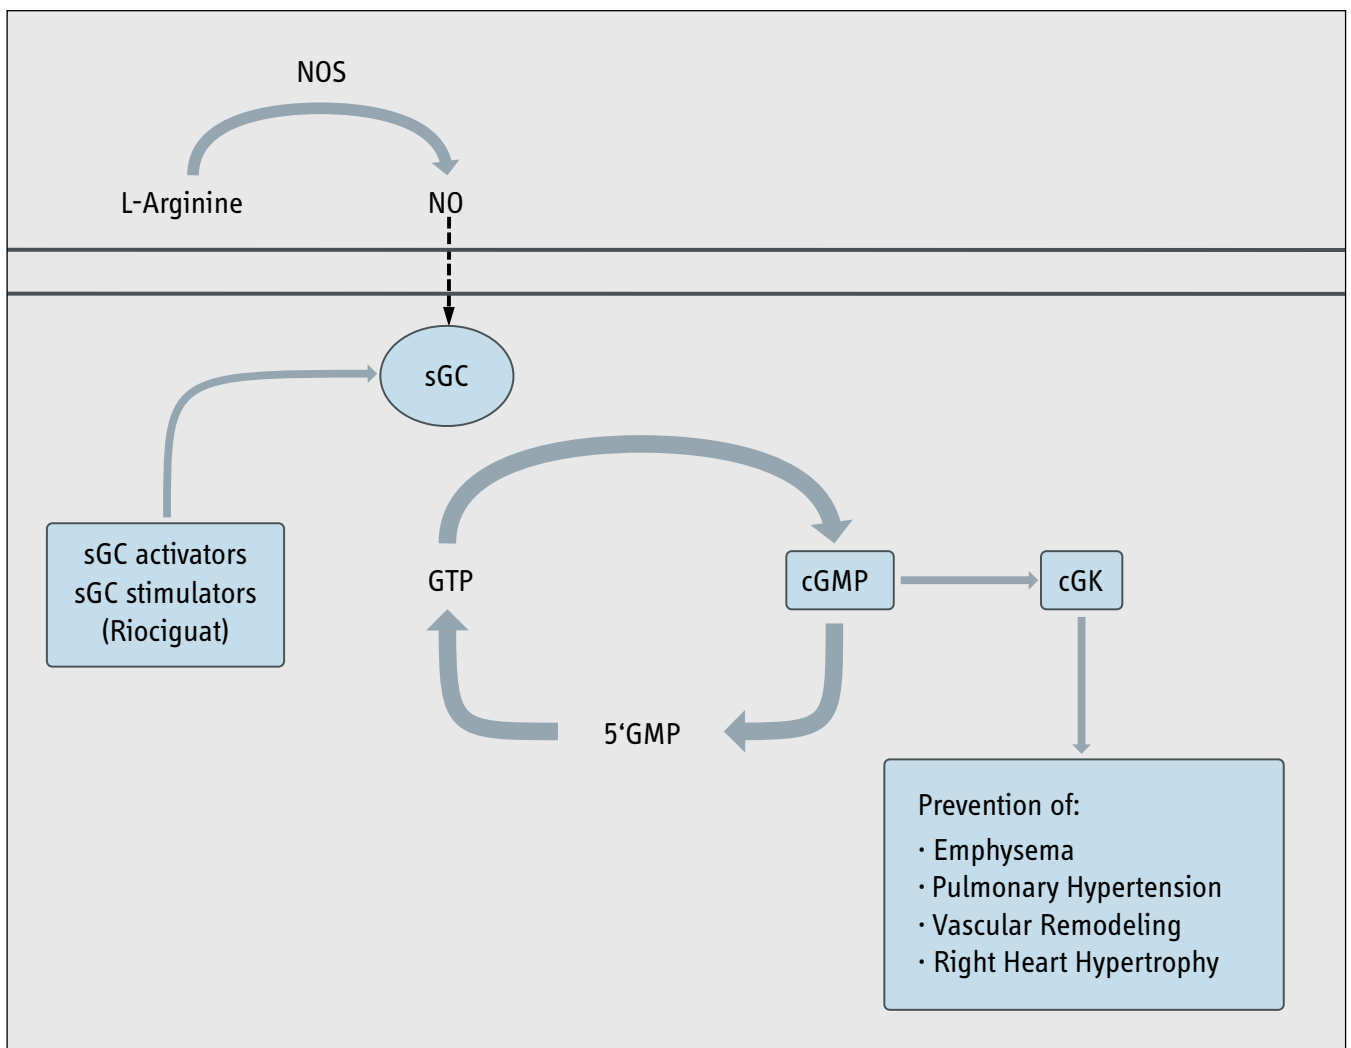 NOS
L-Arginine
NO
sGC
sGC activators
sGC stimulators
(Riociguat)
GTP
cGMP
cGK
5‘GMP
Prevention of:
· Emphysema
· Pulmonary Hypertension
· Vascular Remodeling
· Right Heart Hypertrophy